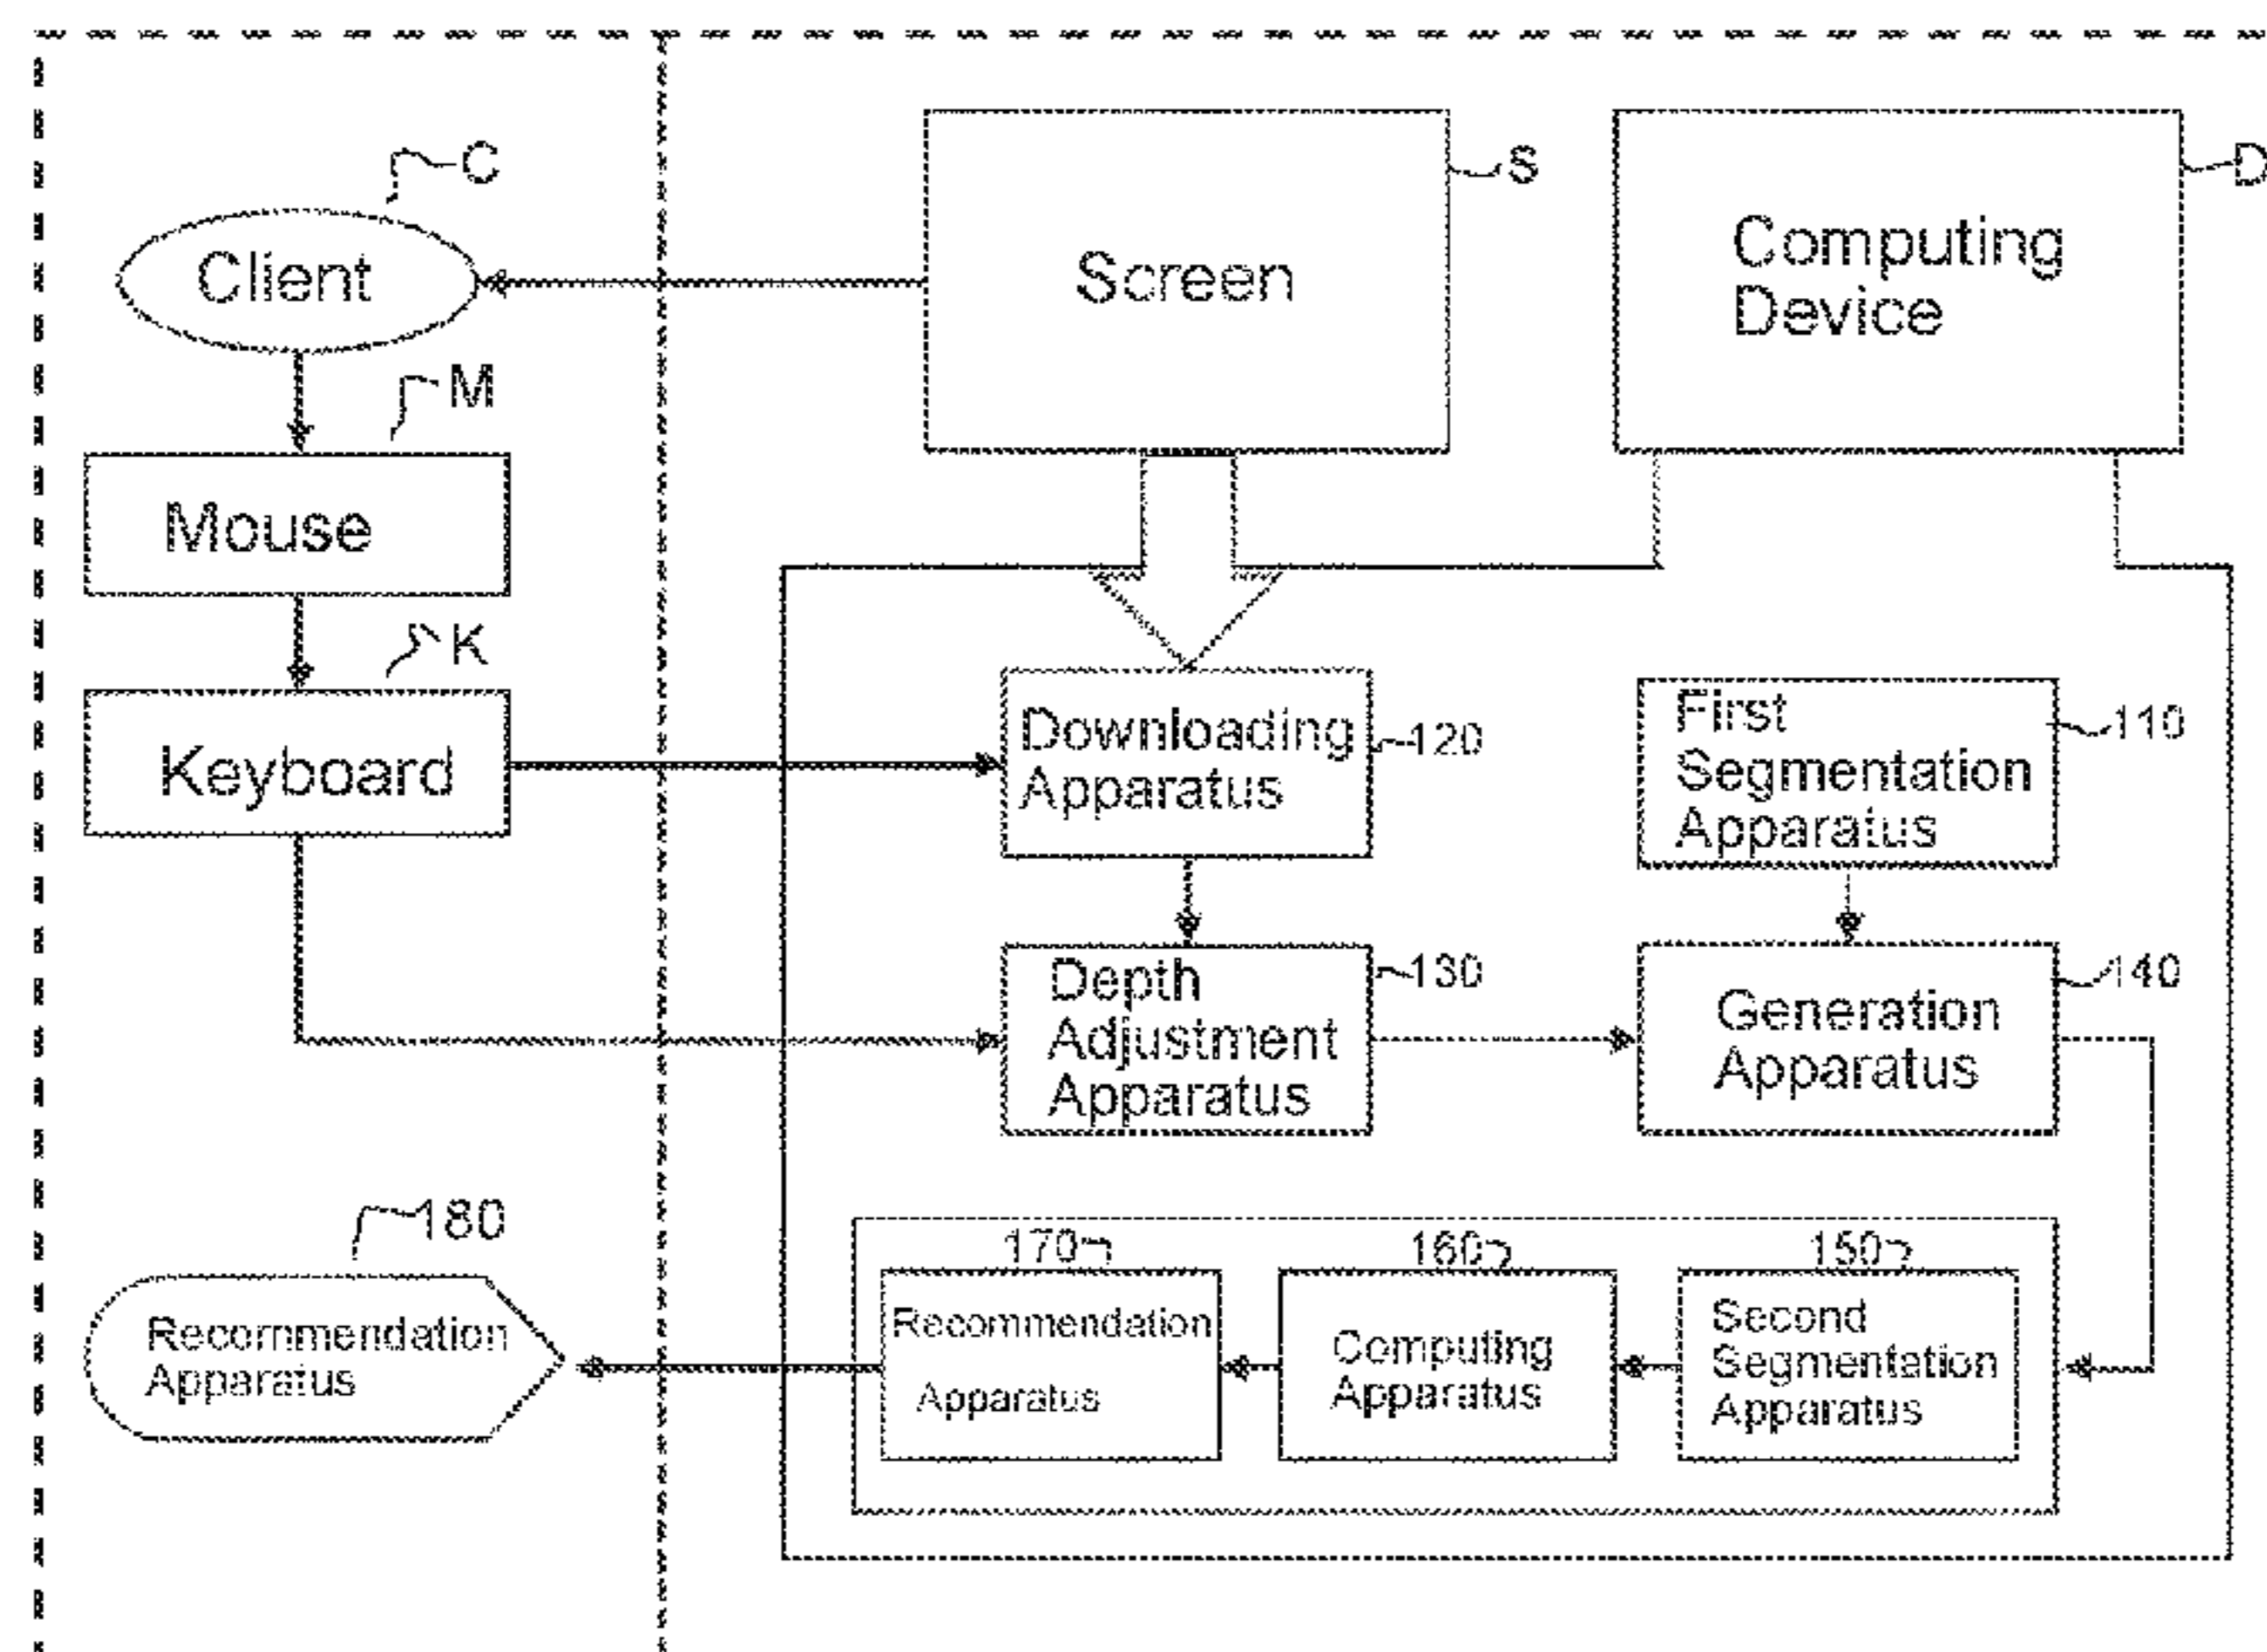 C
S
D
Client
Screen
Computing
Device
M
Mouse
K
Keyboard
Downloading
Apparatus
120
First
Segmentation
Apparatus
110
Depth
Adjustment
Apparatus
130
Generation
Apparatus
140
180
Recommendation
Apparatus
170
Recommendation
Apparatus
160
Computing
Apparatus
150
Second
Segmentation
Apparatus